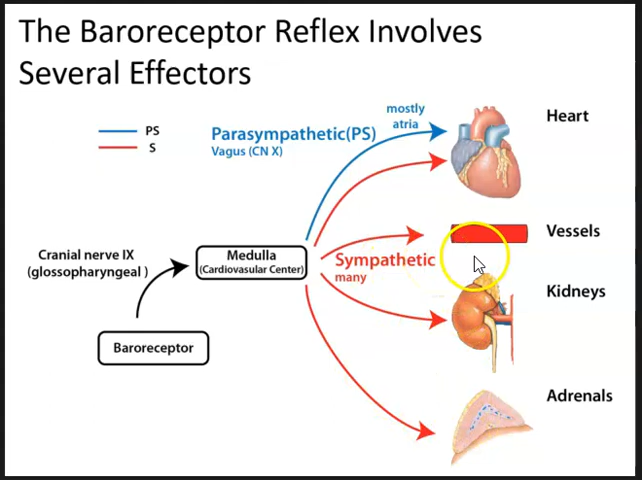 The Baroreceptor Reflex Involves
Several Effectors
PS
S
Parasympathetic(PS)
Vagus (CN X)
mostly
atria
Heart
Vessels
Cranial nerve IX
(glossopharyngeal )
Medulla
(Cardiovasular Center)
Sympathetic
many
Kidneys
Baroreceptor
Adrenals